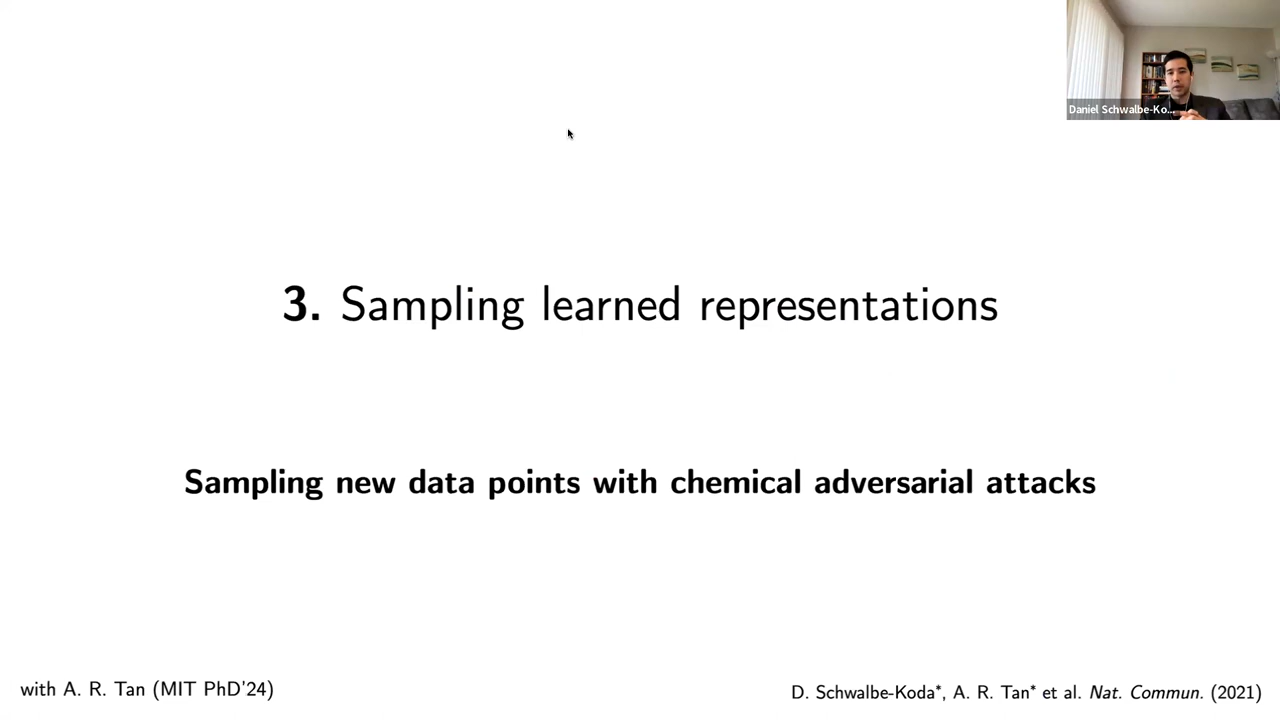 Daniel Schwalbe-Ko...
3. Sampling learned representations
Sampling new data points with chemical adversarial attacks
with A. R. Tan (MIT PhD'24)
D. Schwalbe-Koda*, A. R. Tan* et al. Nat. Commun. (2021)